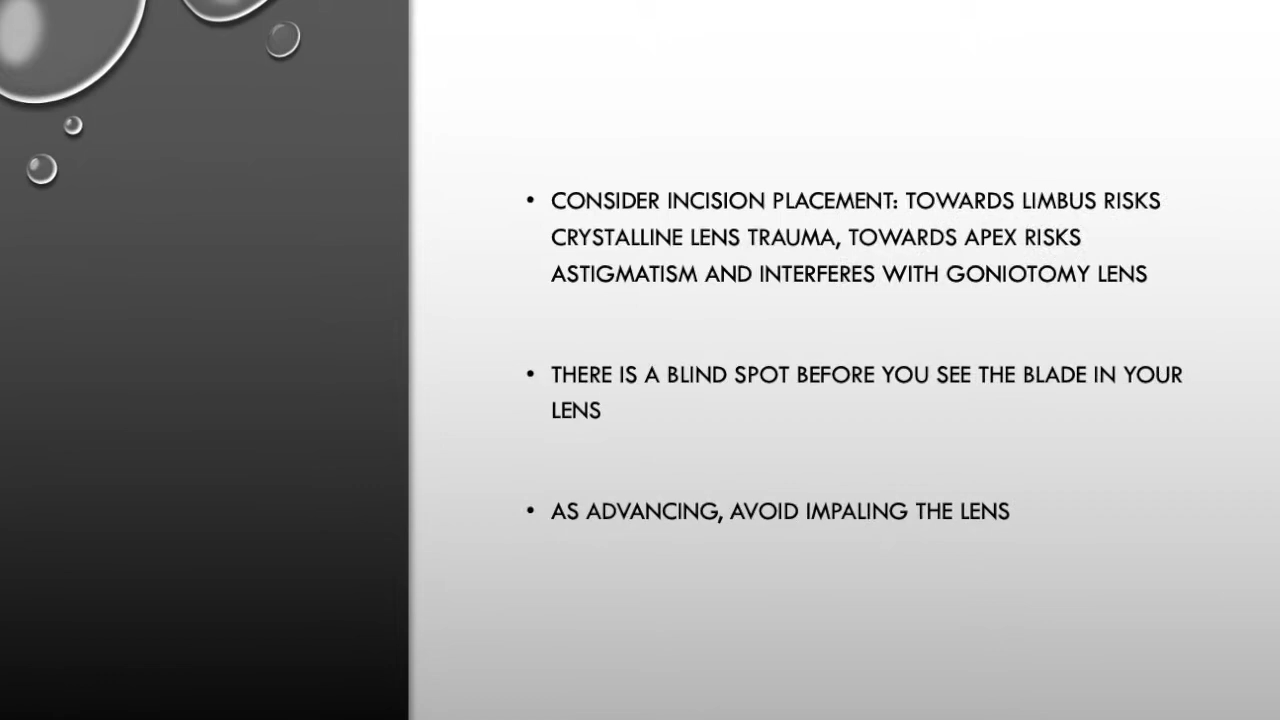 • CONSIDER INCISION PLACEMENT: TOWARDS LIMBUS RISKS
CRYSTALLINE LENS TRAUMA, TOWARDS APEX RISKS
ASTIGMATISM AND INTERFERES WITH GONIOTOMY LENS
• THERE IS A BLIND SPOT BEFORE YOU SEE THE BLADE IN YOUR
LENS
• AS ADVANCING, AVOID IMPALING THE LENS